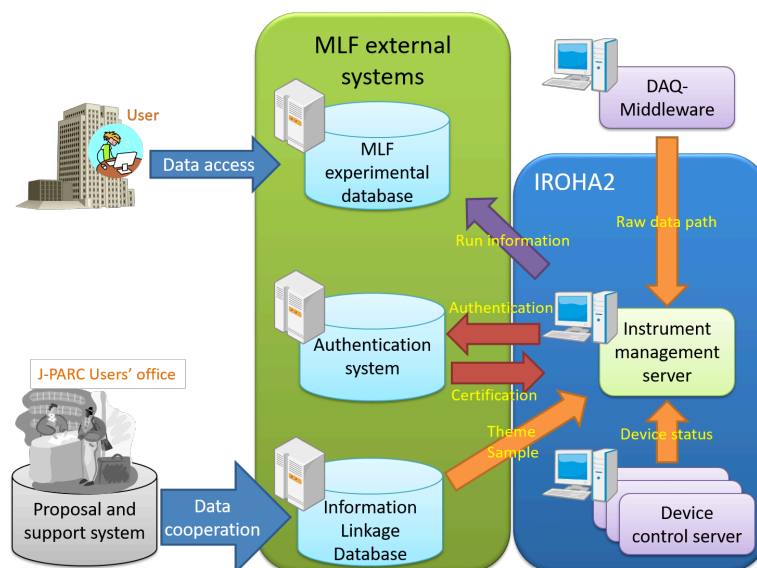 MLF external
systems
DAQ-
Middleware
User
Data access
MLF
experimental
database
IROHA2
Raw data path
Run information
Authentication
Authentication
system
Instrument
management
server
Certification
J-PARC Users’ office
Theme
Sample
Device status
Proposal and
support system
Data
cooperation
Information
Linkage
Database
Device
control server